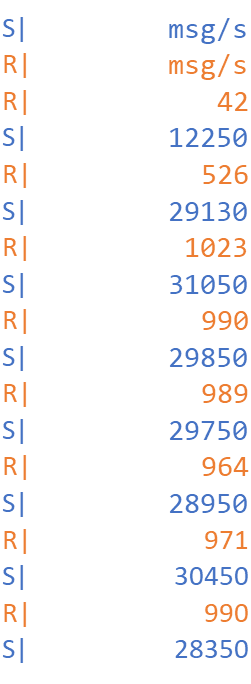 S| msg/s
R| msg/s
R| 42
S| 12250
R| 526
S| 29130
R| 1023
S| 31050
R| 990
S| 29850
R| 989
S| 29750
R| 964
S| 28950
R| 971
S| 30450
R| 990
S| 28350